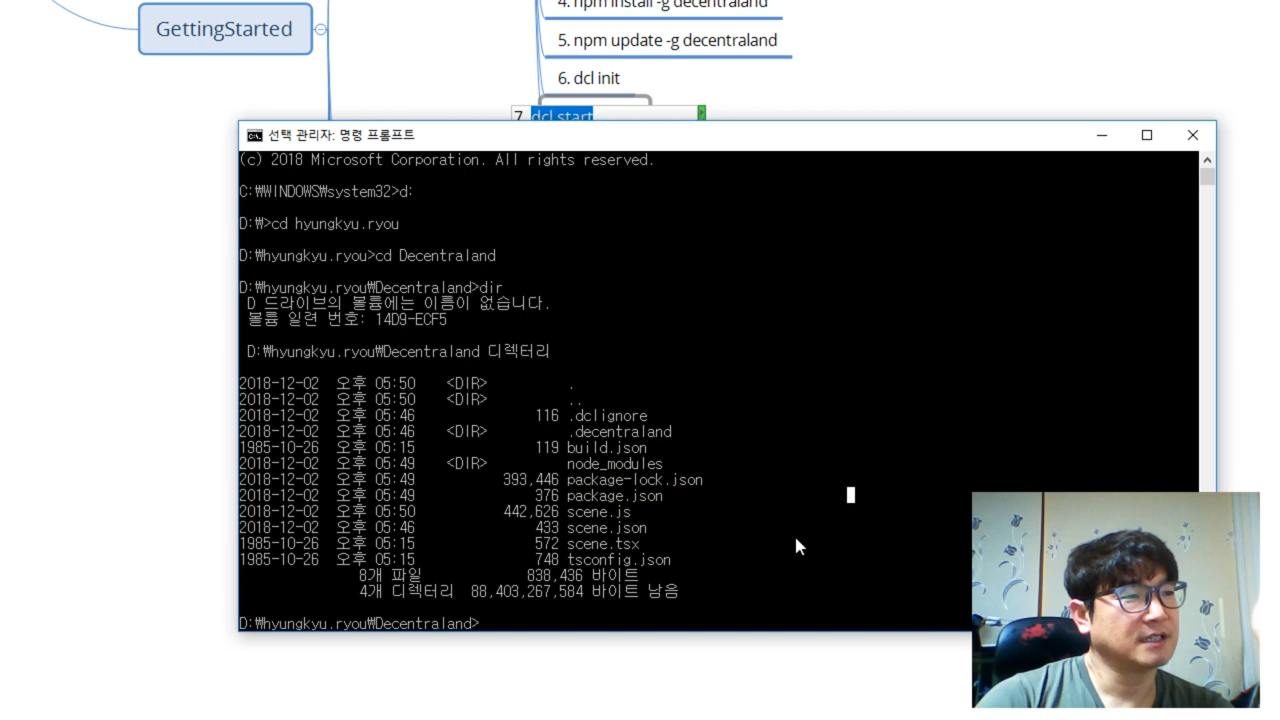 4. npm install -g decentraland
GettingStarted
5. npm update -g decentraland
6. dcl init
7. dcl start
선택 관리자: 명령 프롬프트
(c) 2018 Microsoft Corporation. All rights reserved.
C:₩WINDOWS₩system32>d:
D:₩>cd hyungkyu.ryou
D:₩hyungkyu.ryou>cd Decentraland
D:₩hyungkyu.ryou₩Decentraland>dir
D 드라이브의 볼륨에는 이름이 없습니다.
볼륨 일련 번호: 14D9-ECF5
D:₩hyungkyu.ryou₩Decentraland 디렉터리
2018-12-02 오후 05:50 <DIR> .
2018-12-02 오후 05:50 <DIR> ..
2018-12-02 오후 05:46 116 .dclignore
2018-12-02 오후 05:46 <DIR> .decentraland
1985-10-26 오후 05:15 119 build.json
2018-12-02 오후 05:49 <DIR> node_modules
2018-12-02 오후 05:49 393,446 package-lock.json
2018-12-02 오후 05:49 376 package.json
2018-12-02 오후 05:50 442,626 scene.js
2018-12-02 오후 05:46 433 scene.json
1985-10-26 오후 05:15 572 scene.tsx
1985-10-26 오후 05:15 748 tsconfig.json
8개 파일 838,436 바이트
4개 디렉터리 88,403,267,584 바이트 남음
D:₩hyungkyu.ryou₩Decentraland>